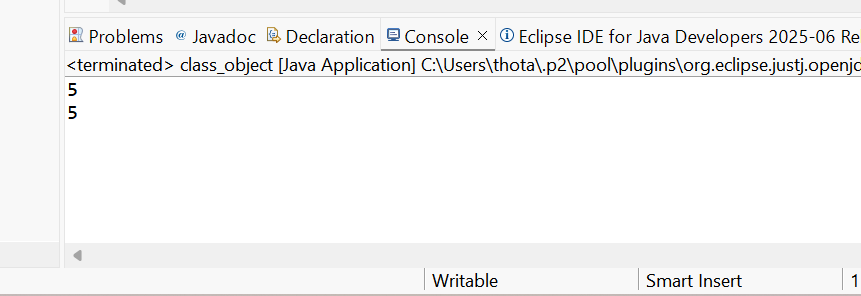 Problems @ Javadoc Declaration Console × Eclipse IDE for Java Developers 2025-06 Re
<terminated> class_object [Java Application] C:\Users\thota\.p2\pool\plugins\org.eclipse.justj.openjd
5
5
Writable Smart Insert 1